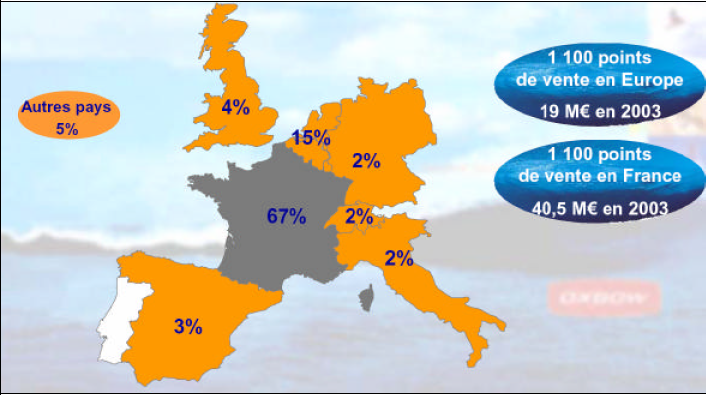 1 100 points
de vente en Europe
19 M€ en 2003
4%
Autres pays
5%
15%
2%
1 100 points
de vente en France
40,5 M€ en 2003
67%
2%
2%
OXBOW
3%